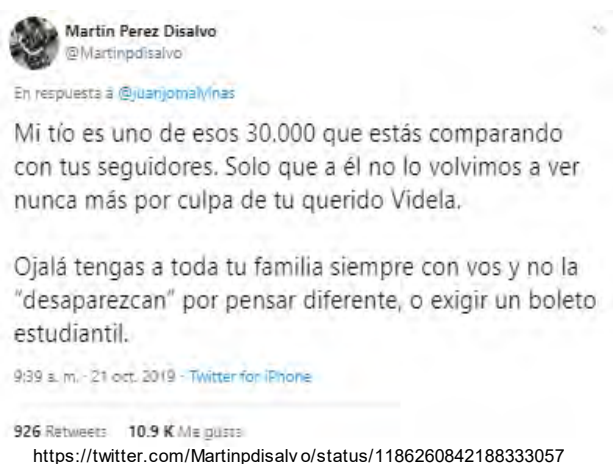 Martin Perez Disalvo
@Martinpdisalvo
En respuesta a @juanjomalvinas
Mi tío es uno de esos 30.000 que estás comparando
con tus seguidores. Solo que a él no lo volvimos a ver
nunca más por culpa de tu querido Videla.
Ojalá tengas a toda tu familia siempre con vos y no la
"desaparezcan" por pensar diferente, o exigir un boleto
estudiantil.
9:39 a. m. · 21 oct. 2019 · Twitter for iPhone
926 Retweets 10.9 K Me gusta
https://twitter.com/Martinpdisalvo/status/1186260842188333057